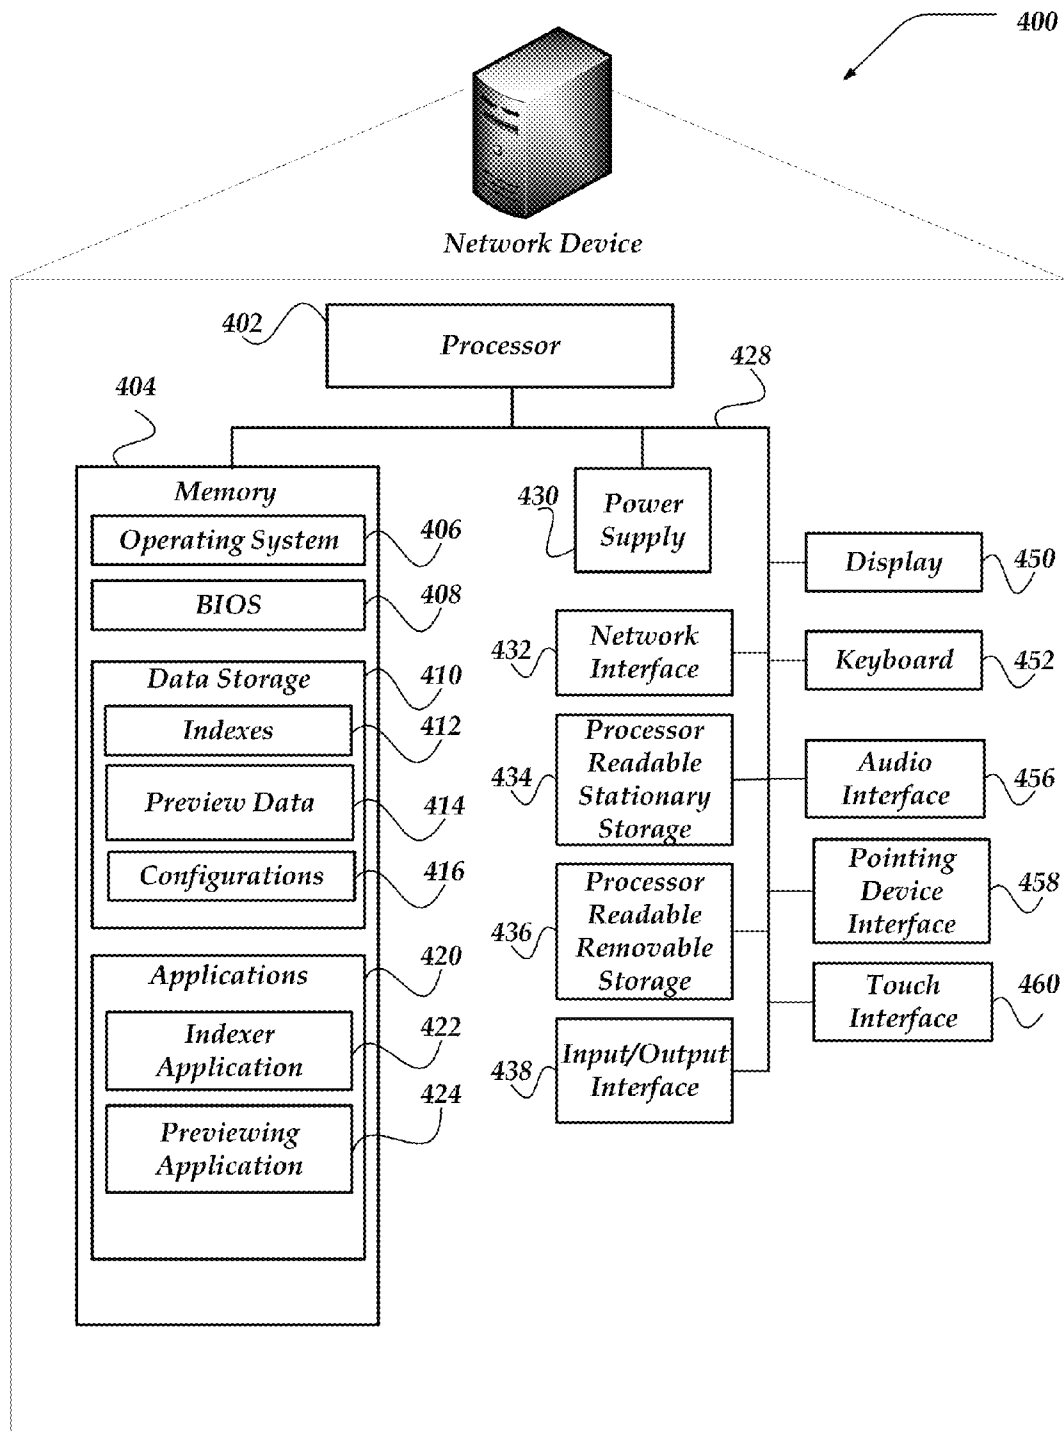 400
Network Device
402
Processor
428
404
Memory
Operating System
406
BIOS
408
Data Storage
410
Indexes
412
Preview Data
414
Configurations
416
Applications
420
Indexer
Application
422
Previewing
Application
424
430
Power
Supply
432
Network
Interface
434
Processor
Readable
Stationary
Storage
436
Processor
Readable
Removable
Storage
438
Input/Output
Interface
Display
450
Keyboard
452
Audio
Interface
456
Pointing
Device
Interface
458
Touch
Interface
460